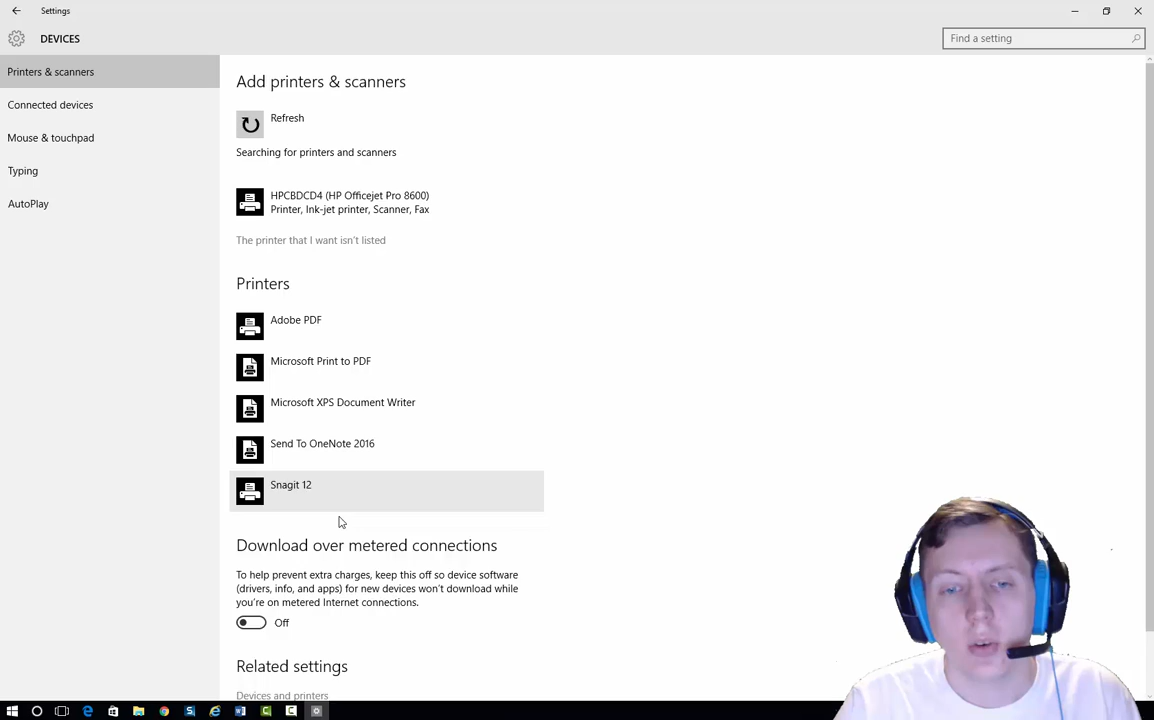 Settings
DEVICES
Find a setting
Printers & scanners
Connected devices
Mouse & touchpad
Typing
AutoPlay
Add printers & scanners
Refresh
Searching for printers and scanners
HPCBDCD4 (HP Officejet Pro 8600)
Printer, Ink-jet printer, Scanner, Fax
The printer that I want isn't listed
Printers
Adobe PDF
Microsoft Print to PDF
Microsoft XPS Document Writer
Send To OneNote 2016
Snagit 12
Download over metered connections
To help prevent extra charges, keep this off so device software
(drivers, info, and apps) for new devices won't download while
you're on metered Internet connections.
Off
Related settings
Devices and printers